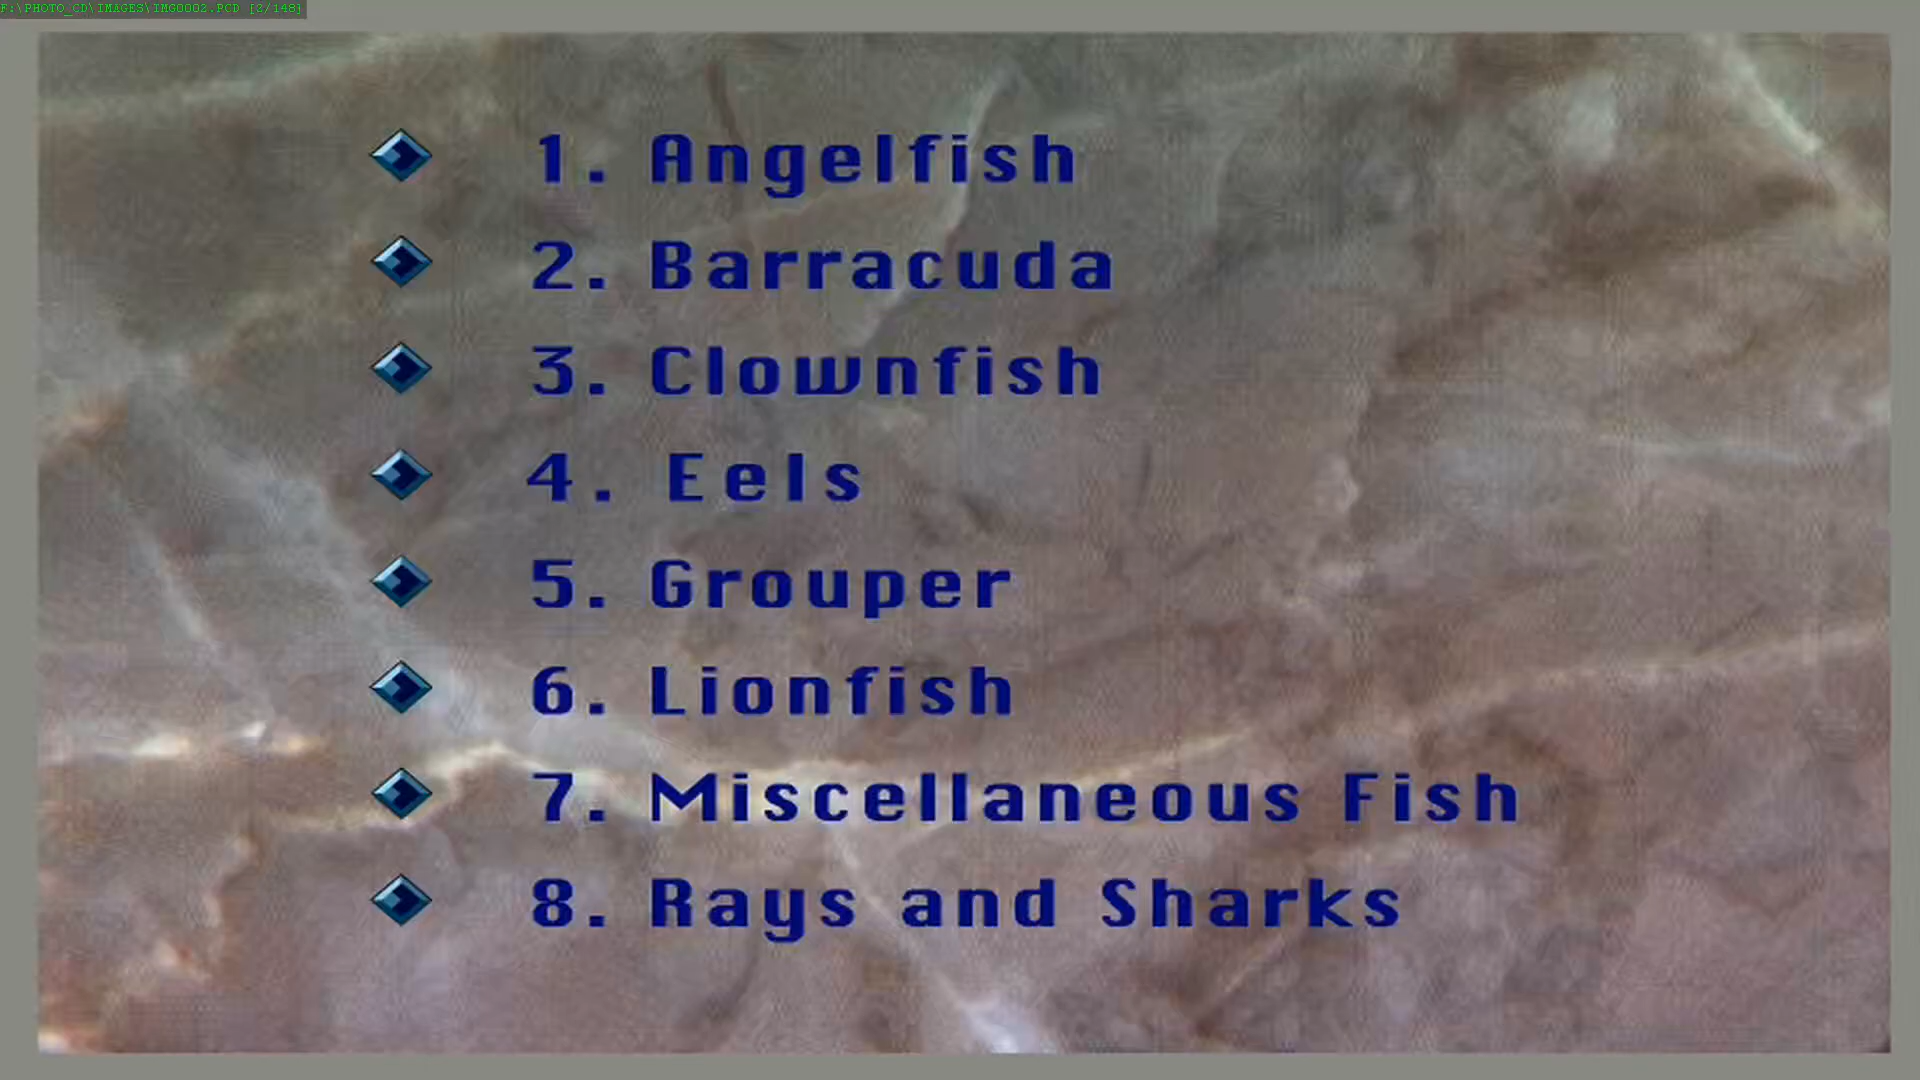 F:\PHOTO_CD\IMAGES\IMG0002.PCD [2/148]
1. Angelfish
2. Barracuda
3. Clownfish
4. Eels
5. Grouper
6. Lionfish
7. Miscellaneous Fish
8. Rays and Sharks